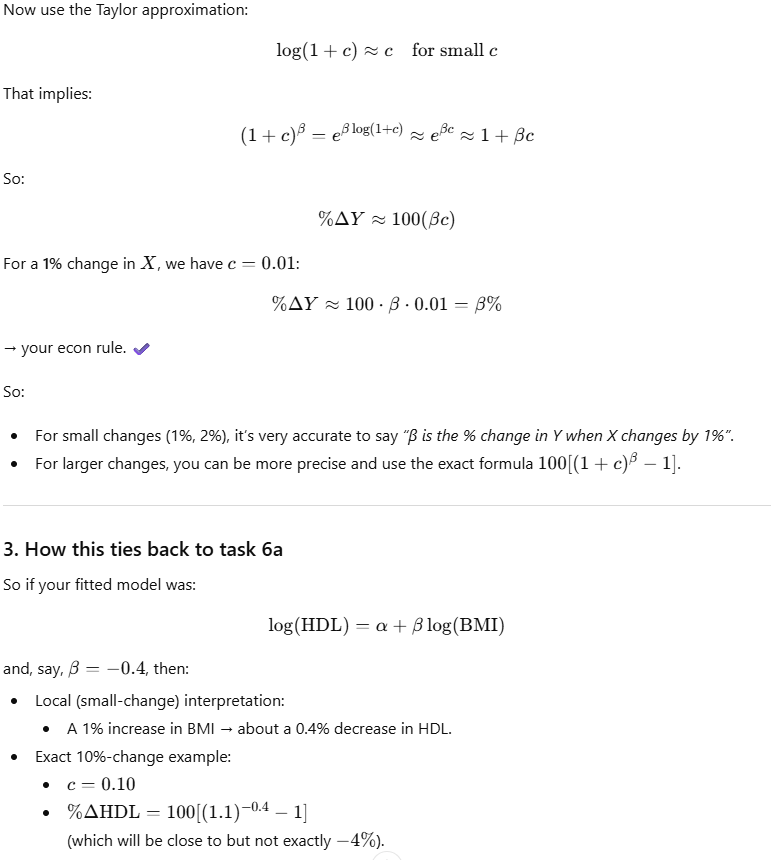 Now use the Taylor approximation:
log(1 + c) ≈ c for small c
That implies:
(1 + c)^β = e^{β log(1+c)} ≈ e^{βc} ≈ 1 + βc
So:
%ΔY ≈ 100(βc)
For a 1% change in X, we have c = 0.01:
%ΔY ≈ 100 · β · 0.01 = β%
→ your econ rule. ✔
So:
• For small changes (1%, 2%), it's very accurate to say “β is the % change in Y when X changes by 1%”.
• For larger changes, you can be more precise and use the exact formula 100[(1 + c)^β − 1].
3. How this ties back to task 6a
So if your fitted model was:
log(HDL) = α + β log(BMI)
and, say, β = −0.4, then:
• Local (small-change) interpretation:
• A 1% increase in BMI → about a 0.4% decrease in HDL.
• Exact 10%-change example:
• c = 0.10
• %ΔHDL = 100[(1.1)^{−0.4} − 1]
(which will be close to but not exactly −4%).